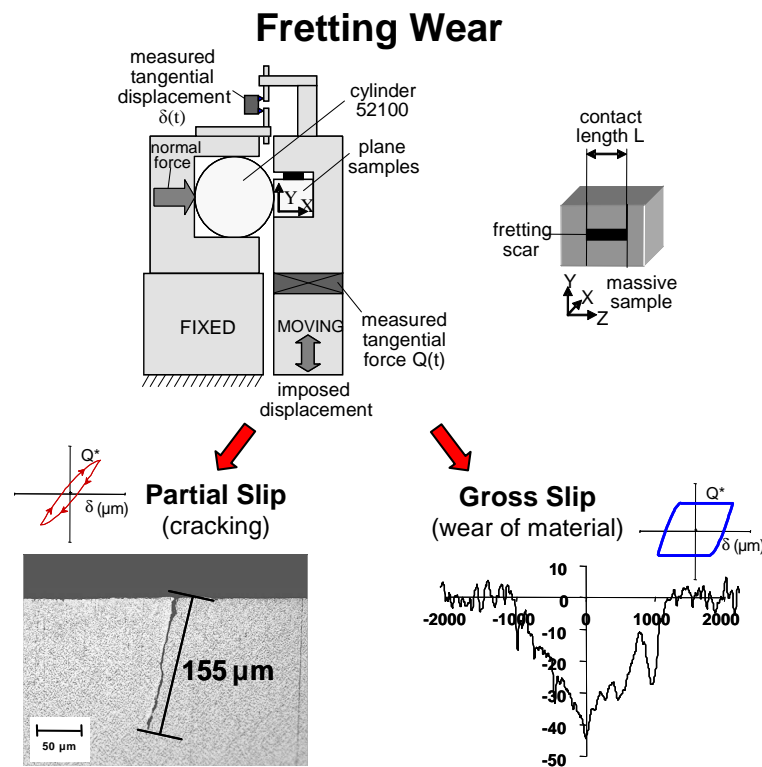 Fretting Wear
measured
tangential
displacement
δ(t)
cylinder
52100
normal
force
plane
samples
Y
X
FIXED
MOVING
measured
tangential
force Q(t)
imposed
displacement
contact
length L
fretting
scar
massive
sample
Y
X
Z
Q*
δ (µm)
Partial Slip
(cracking)
Gross Slip
(wear of material)
Q*
δ (µm)
155 µm
50 µm
10
0
-10
-20
-30
-40
-50
-2000
-1000
0
1000
2000